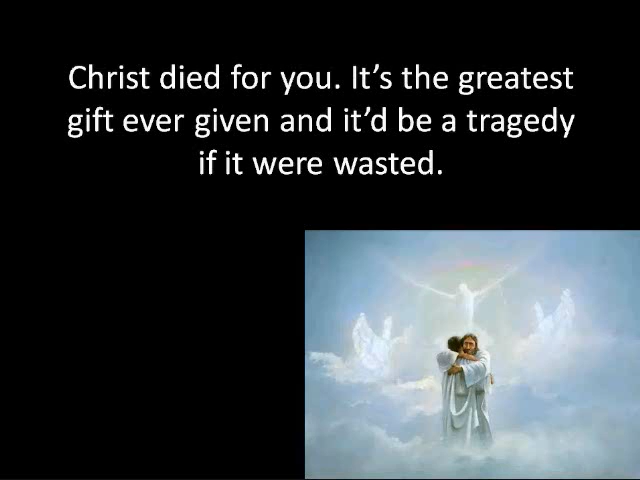 Christ died for you. It’s the greatest
gift ever given and it’d be a tragedy
if it were wasted.